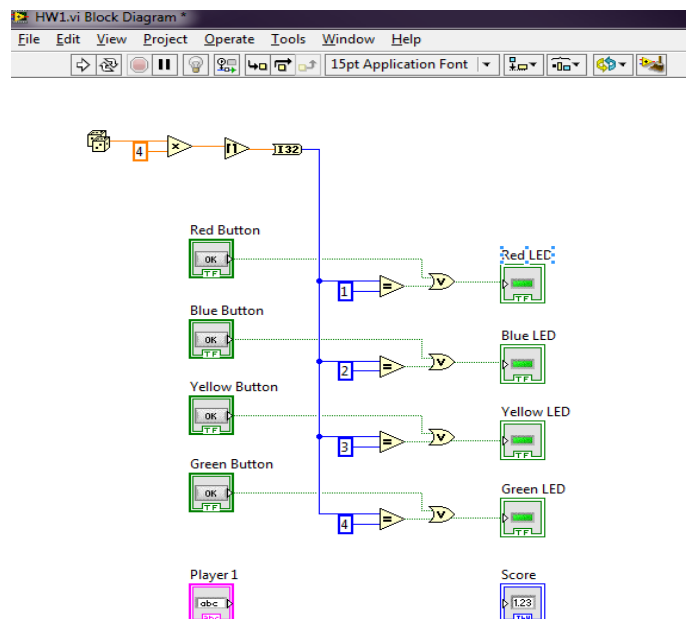 HW1.vi Block Diagram *
File Edit View Project Operate Tools Window Help
15pt Application Font
4
I32
Red Button
OK
TF
Red LED
TF
1
=
V
Blue Button
OK
TF
Blue LED
TF
2
=
V
Yellow Button
OK
TF
Yellow LED
TF
3
=
V
Green Button
OK
TF
Green LED
TF
4
=
V
Player 1
abc
Score
1.23